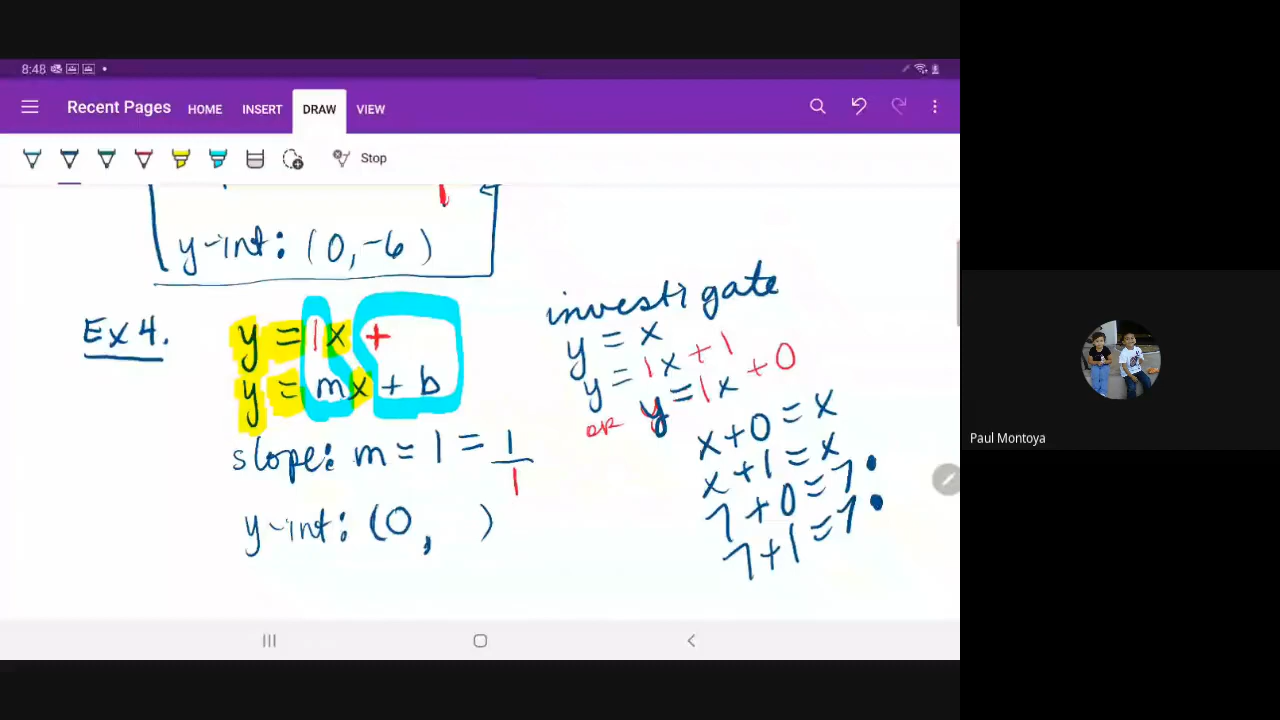 8:48
Recent Pages HOME INSERT DRAW VIEW
Stop
y-int: (0, -6)
Ex 4.
y = 1x +
y = mx + b
slope: m = 1 = 1/1
y-int: (0, )
investigate
y = x
y = 1x + 1
or y = 1x + 0
x + 0 = x
x + 1 = x
7 + 0 = 7
7 + 1 = 7
Paul Montoya